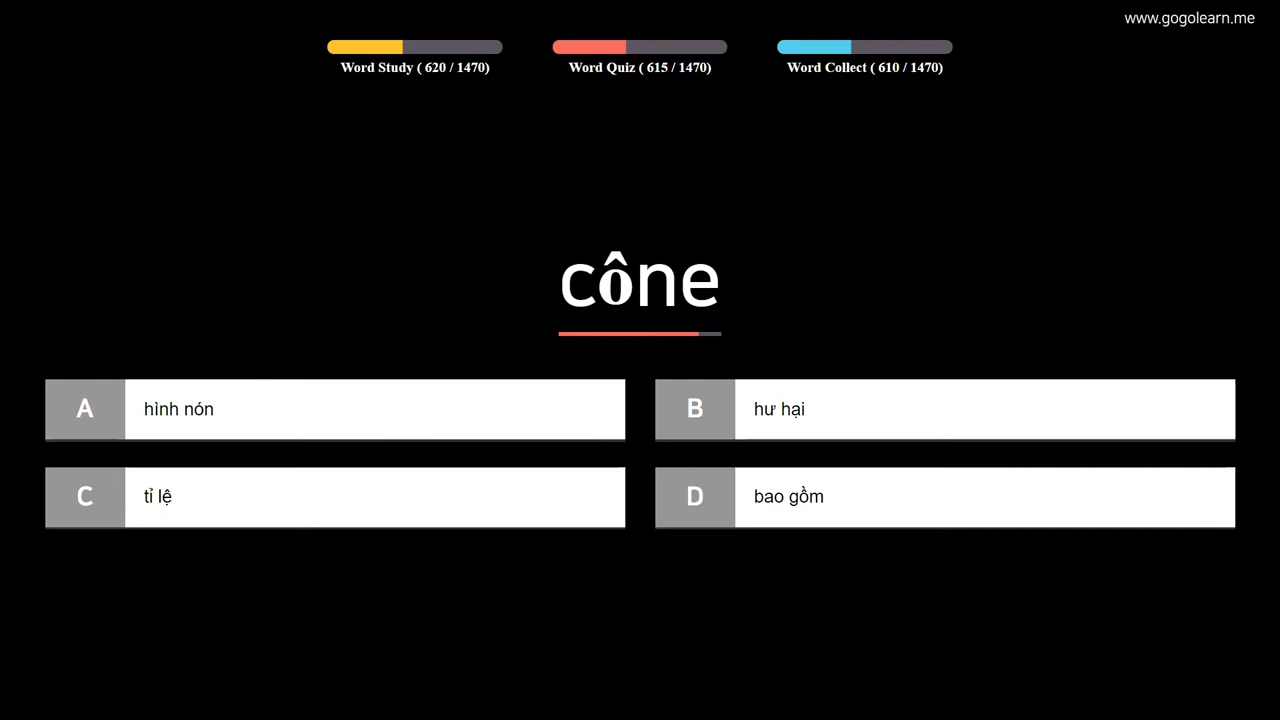 www.gogolearn.me
Word Study ( 620 / 1470)
Word Quiz ( 615 / 1470)
Word Collect ( 610 / 1470)
cône
A hình nón
B hư hại
C tỉ lệ
D bao gồm